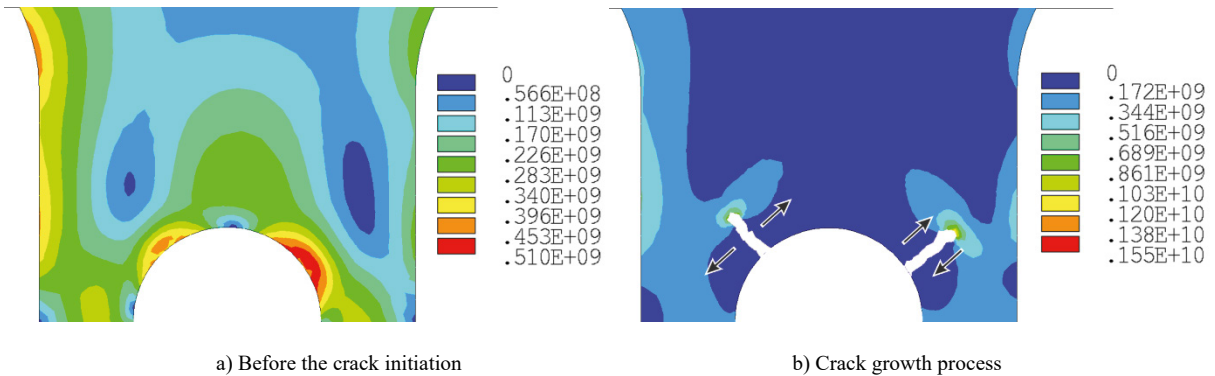 0
.566E+08
.113E+09
.170E+09
.226E+09
.283E+09
.340E+09
.396E+09
.453E+09
.510E+09
0
.172E+09
.344E+09
.516E+09
.689E+09
.861E+09
.103E+10
.120E+10
.138E+10
.155E+10
a) Before the crack initiation
b) Crack growth process